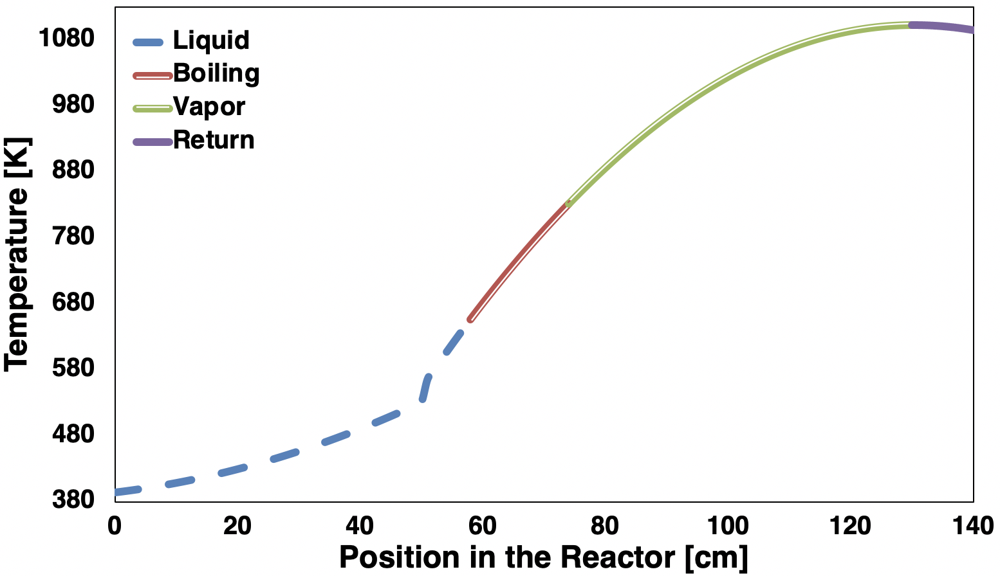 Temperature [K]
1080
980
880
780
680
580
480
380
Liquid
Boiling
Vapor
Return
0 20 40 60 80 100 120 140
Position in the Reactor [cm]